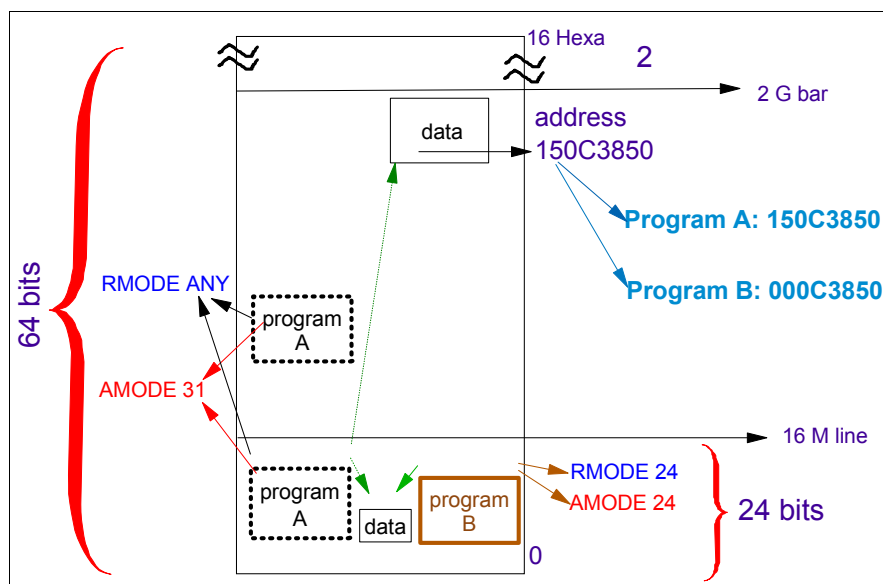 16 Hexa
2
2 G bar
data
address
150C3850
Program A: 150C3850
Program B: 000C3850
64 bits
RMODE ANY
program
A
AMODE 31
16 M line
program
A
data
program
B
RMODE 24
AMODE 24
24 bits
0